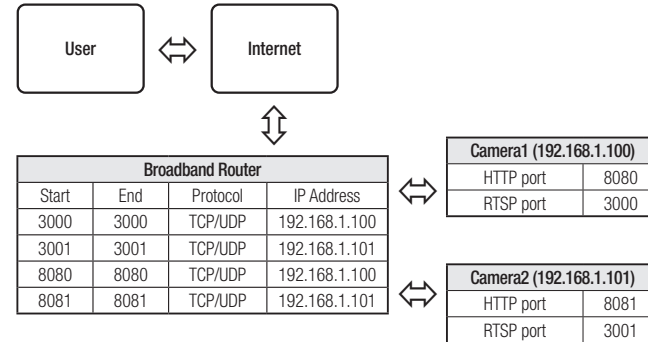 User
Internet
Broadband Router
Start End Protocol IP Address
3000 3000 TCP/UDP 192.168.1.100
3001 3001 TCP/UDP 192.168.1.101
8080 8080 TCP/UDP 192.168.1.100
8081 8081 TCP/UDP 192.168.1.101
Camera1 (192.168.1.100)
HTTP port 8080
RTSP port 3000
Camera2 (192.168.1.101)
HTTP port 8081
RTSP port 3001